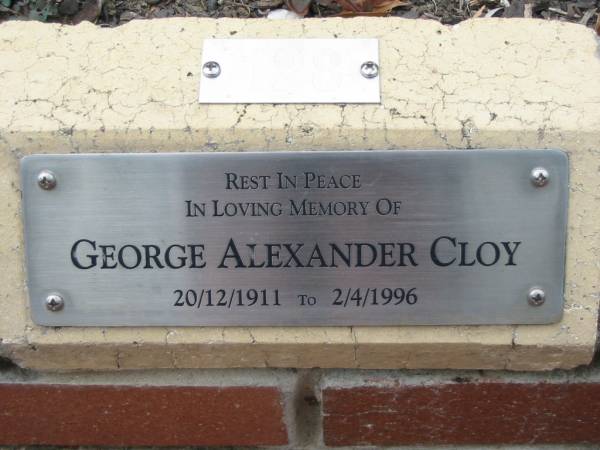 REST IN PEACE
IN LOVING MEMORY OF
GEORGE ALEXANDER CLOY
20/12/1911 TO 2/4/1996